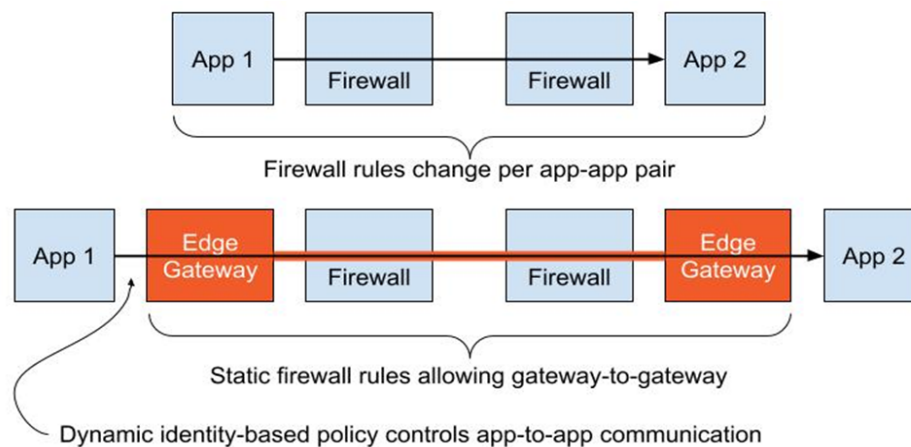 App 1
Firewall
Firewall
App 2
Firewall rules change per app-app pair
App 1
Edge
Gateway
Firewall
Firewall
Edge
Gateway
App 2
Static firewall rules allowing gateway-to-gateway
Dynamic identity-based policy controls app-to-app communication